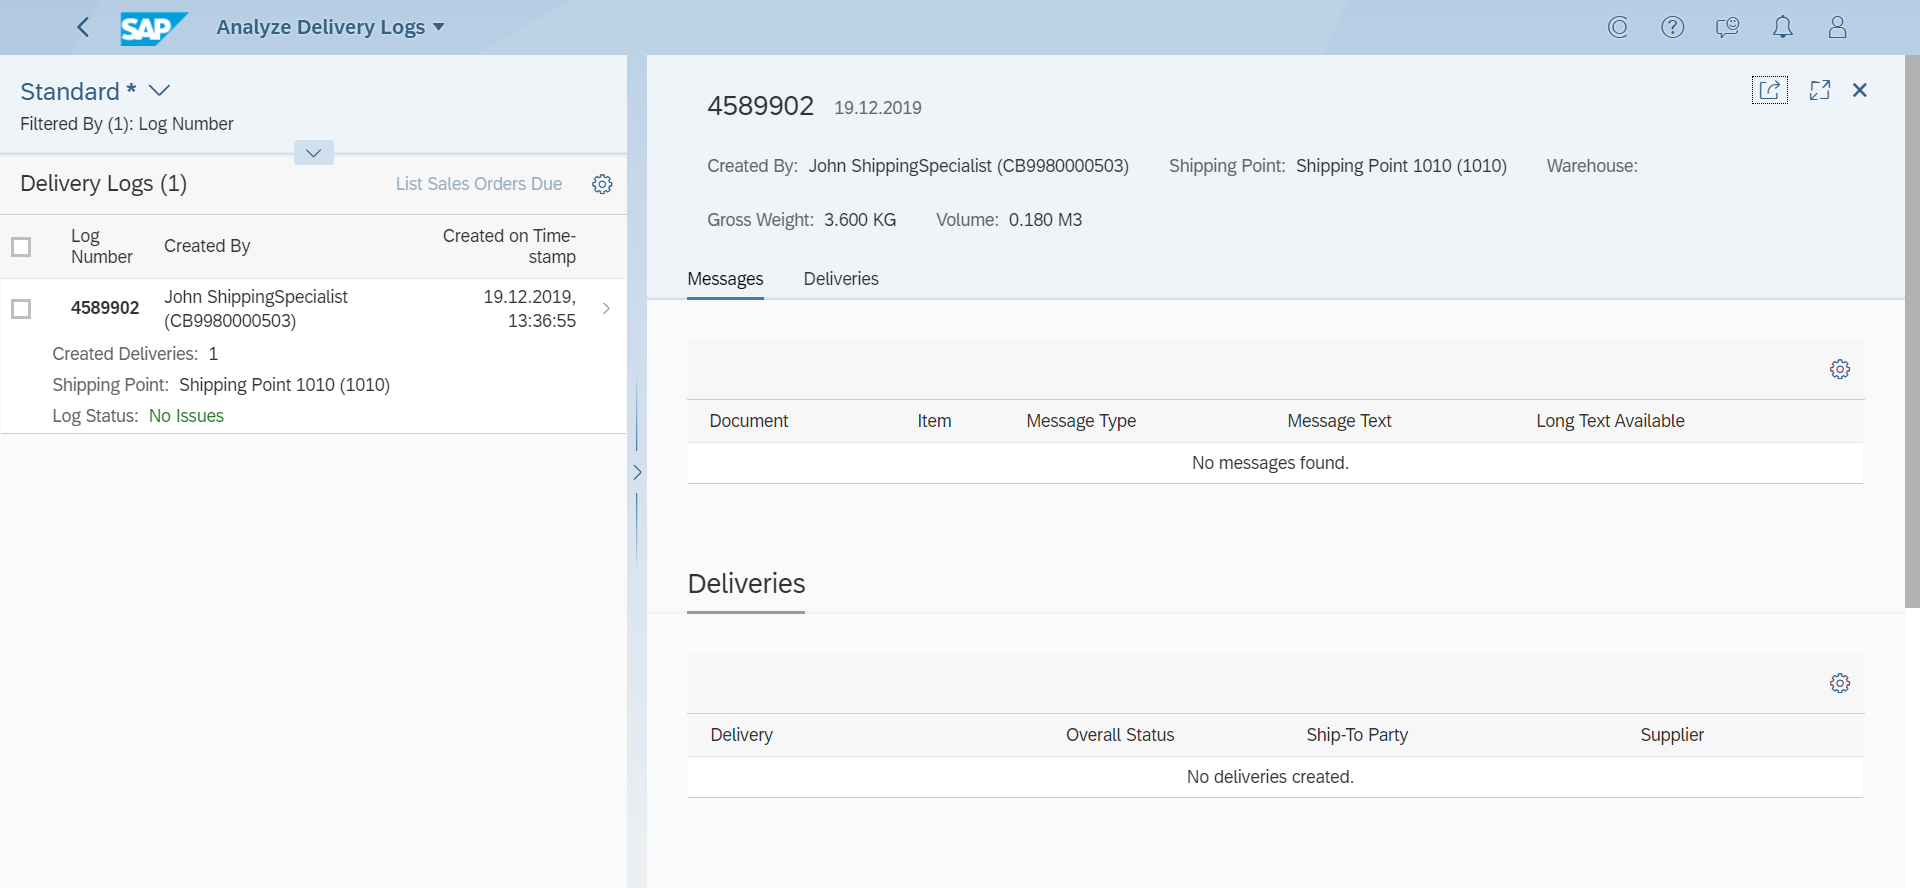 SAP Analyze Delivery Logs
Standard *
Filtered By (1): Log Number
Delivery Logs (1) List Sales Orders Due
Log Number Created By Created on Time-
stamp
4589902 John ShippingSpecialist (CB9980000503) 19.12.2019,
13:36:55
Created Deliveries: 1
Shipping Point: Shipping Point 1010 (1010)
Log Status: No Issues
4589902 19.12.2019
Created By: John ShippingSpecialist (CB9980000503) Shipping Point: Shipping Point 1010 (1010) Warehouse:
Gross Weight: 3.600 KG Volume: 0.180 M3
Messages Deliveries
Document Item Message Type Message Text Long Text Available
No messages found.
Deliveries
Delivery Overall Status Ship-To Party Supplier
No deliveries created.